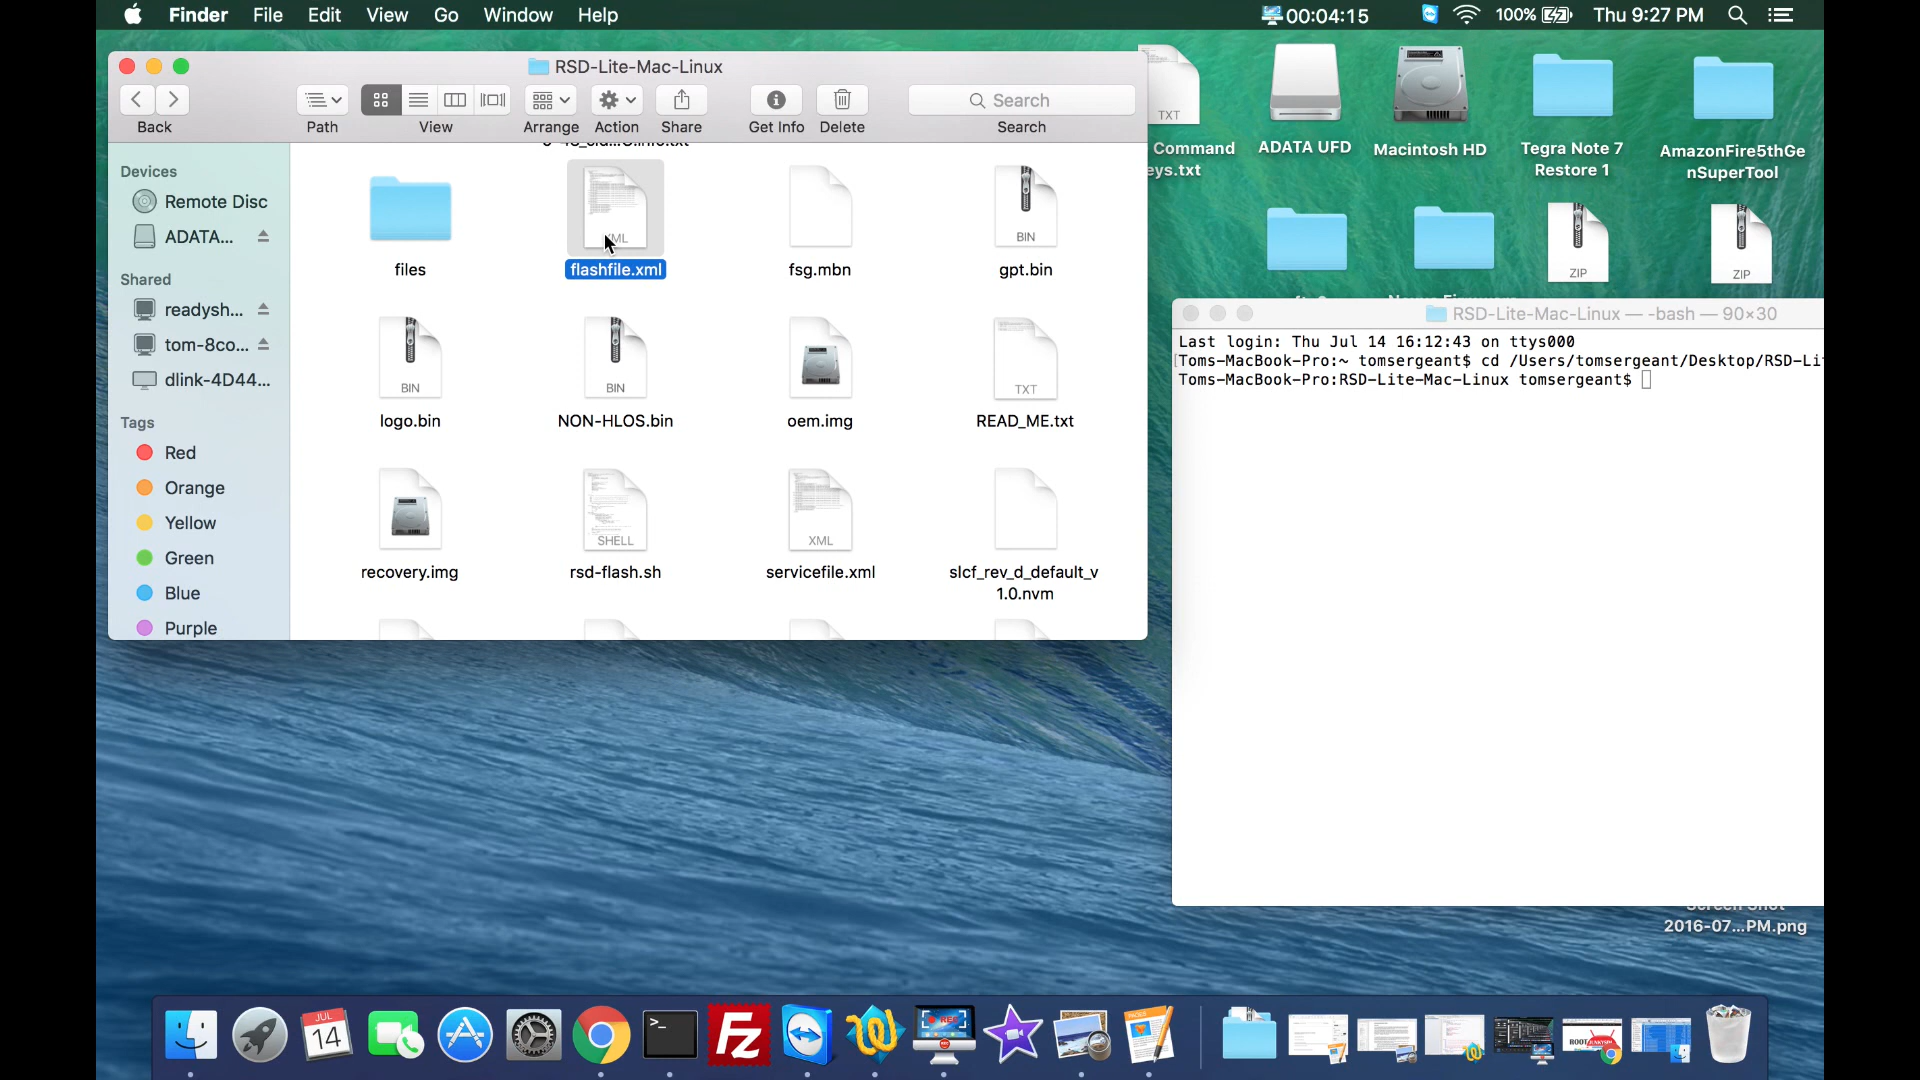 Finder File Edit View Go Window Help 00:04:15 100% Thu 9:27 PM
RSD-Lite-Mac-Linux
Search
Back Path View Arrange Action Share Get Info Delete Search
Devices
Remote Disc
ADATA...
Shared
readysh...
tom-8co...
dlink-4D44...
Tags
Red
Orange
Yellow
Green
Blue
Purple
files
XML
flashfile.xml
fsg.mbn
BIN
gpt.bin
BIN
logo.bin
BIN
NON-HLOS.bin
oem.img
TXT
READ_ME.txt
recovery.img
SHELL
rsd-flash.sh
XML
servicefile.xml
slcf_rev_d_default_v
1.0.nvm
TXT
Command
eys.txt
ADATA UFD
Macintosh HD
Tegra Note 7
Restore 1
AmazonFire5thGe
nSuperTool
ZIP
ZIP
RSD-Lite-Mac-Linux — -bash — 90×30
Last login: Thu Jul 14 16:12:43 on ttys000
[Toms-MacBook-Pro:~ tomsergeant$ cd /Users/tomsergeant/Desktop/RSD-Li
Toms-MacBook-Pro:RSD-Lite-Mac-Linux tomsergeant$
Screen Shot
2016-07...PM.png
JUL
14
>_
Fz
REC
PAGES
ROOT